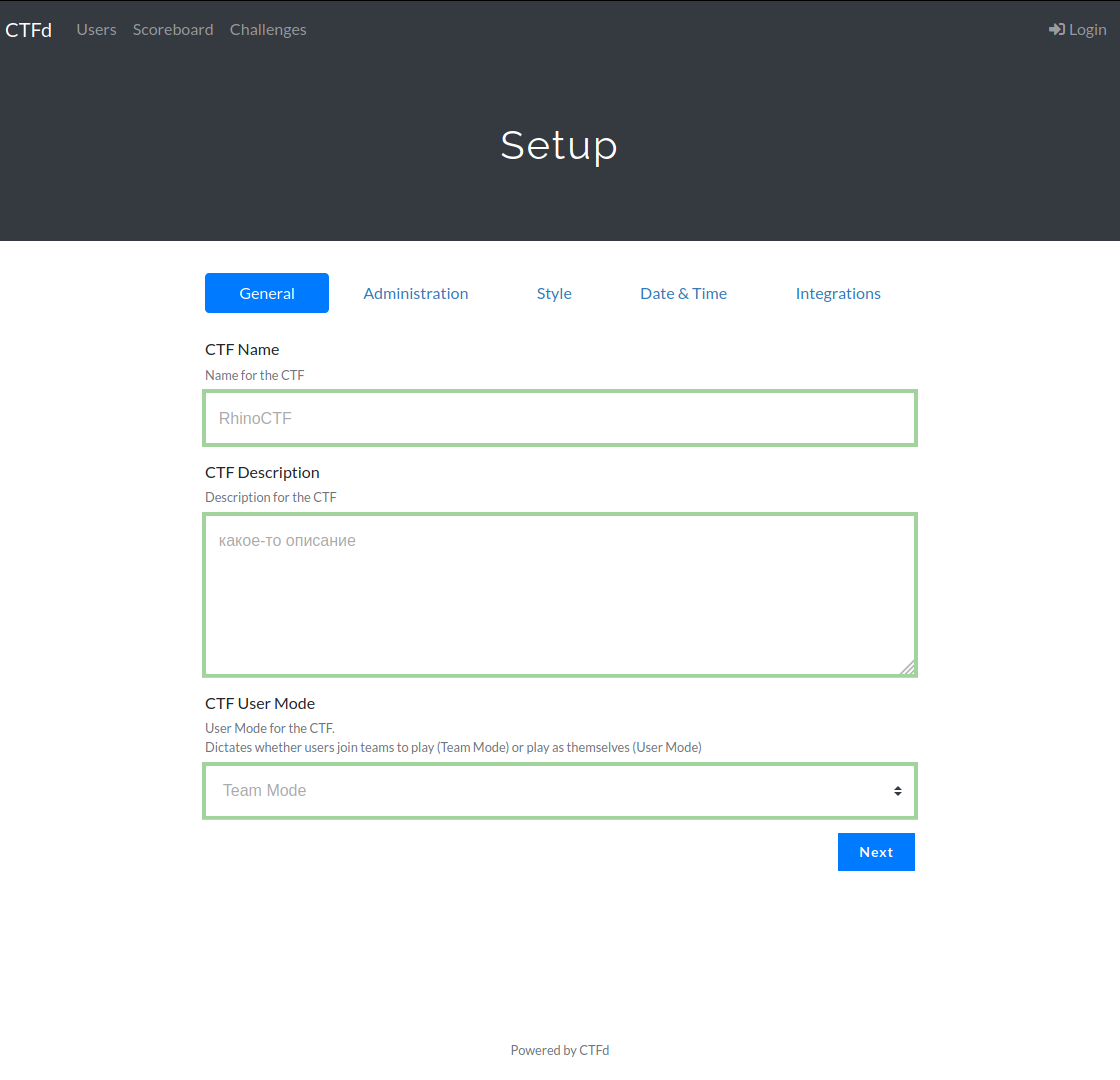 CTFd Users Scoreboard Challenges Login
Setup
General Administration Style Date & Time Integrations
CTF Name
Name for the CTF
RhinoCTF
CTF Description
Description for the CTF
какое-то описание
CTF User Mode
User Mode for the CTF.
Dictates whether users join teams to play (Team Mode) or play as themselves (User Mode)
Team Mode
Next
Powered by CTFd